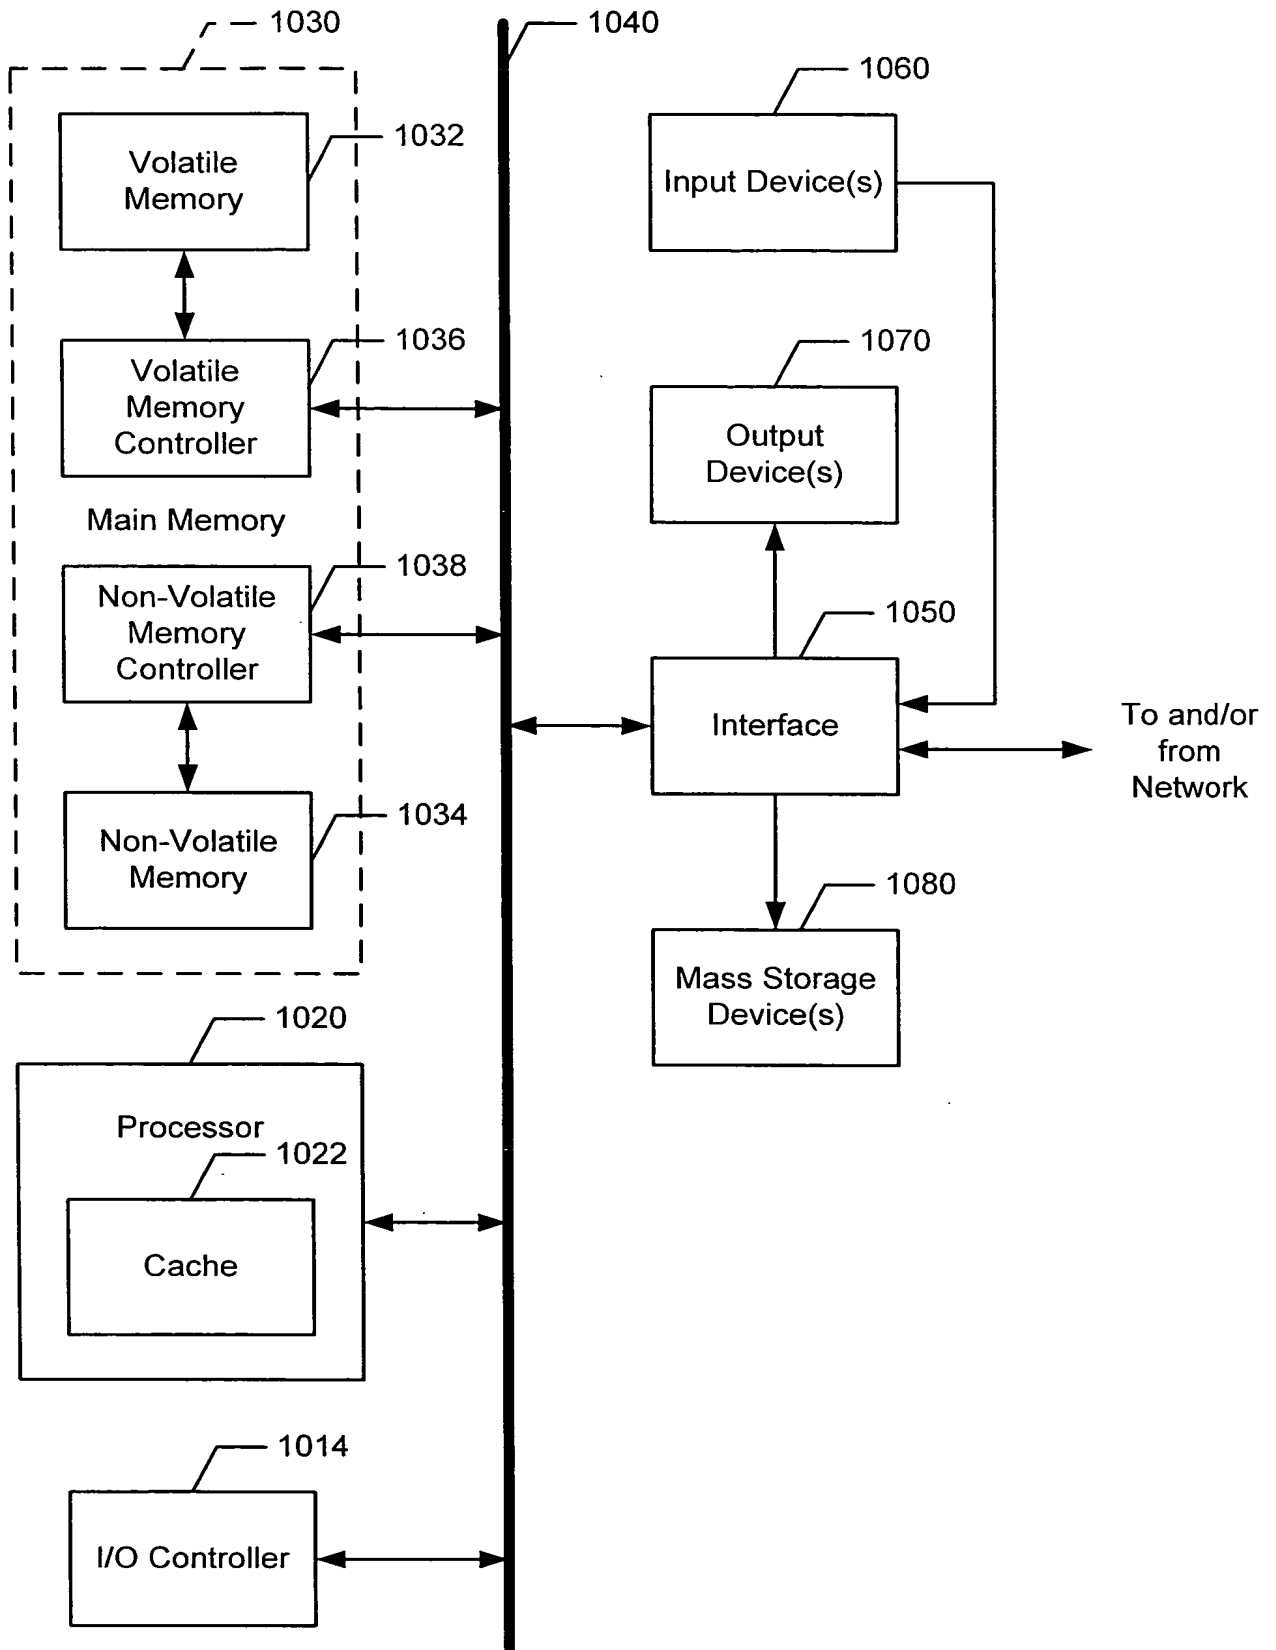 1030
1040
1060
Volatile
Memory
1032
Input Device(s)
1036
1070
Volatile
Memory
Controller
Output
Device(s)
Main Memory
1038
Non-Volatile
Memory
Controller
1050
Interface
To and/or
from
Network
1034
Non-Volatile
Memory
1080
Mass Storage
Device(s)
1020
Processor
1022
Cache
1014
I/O Controller